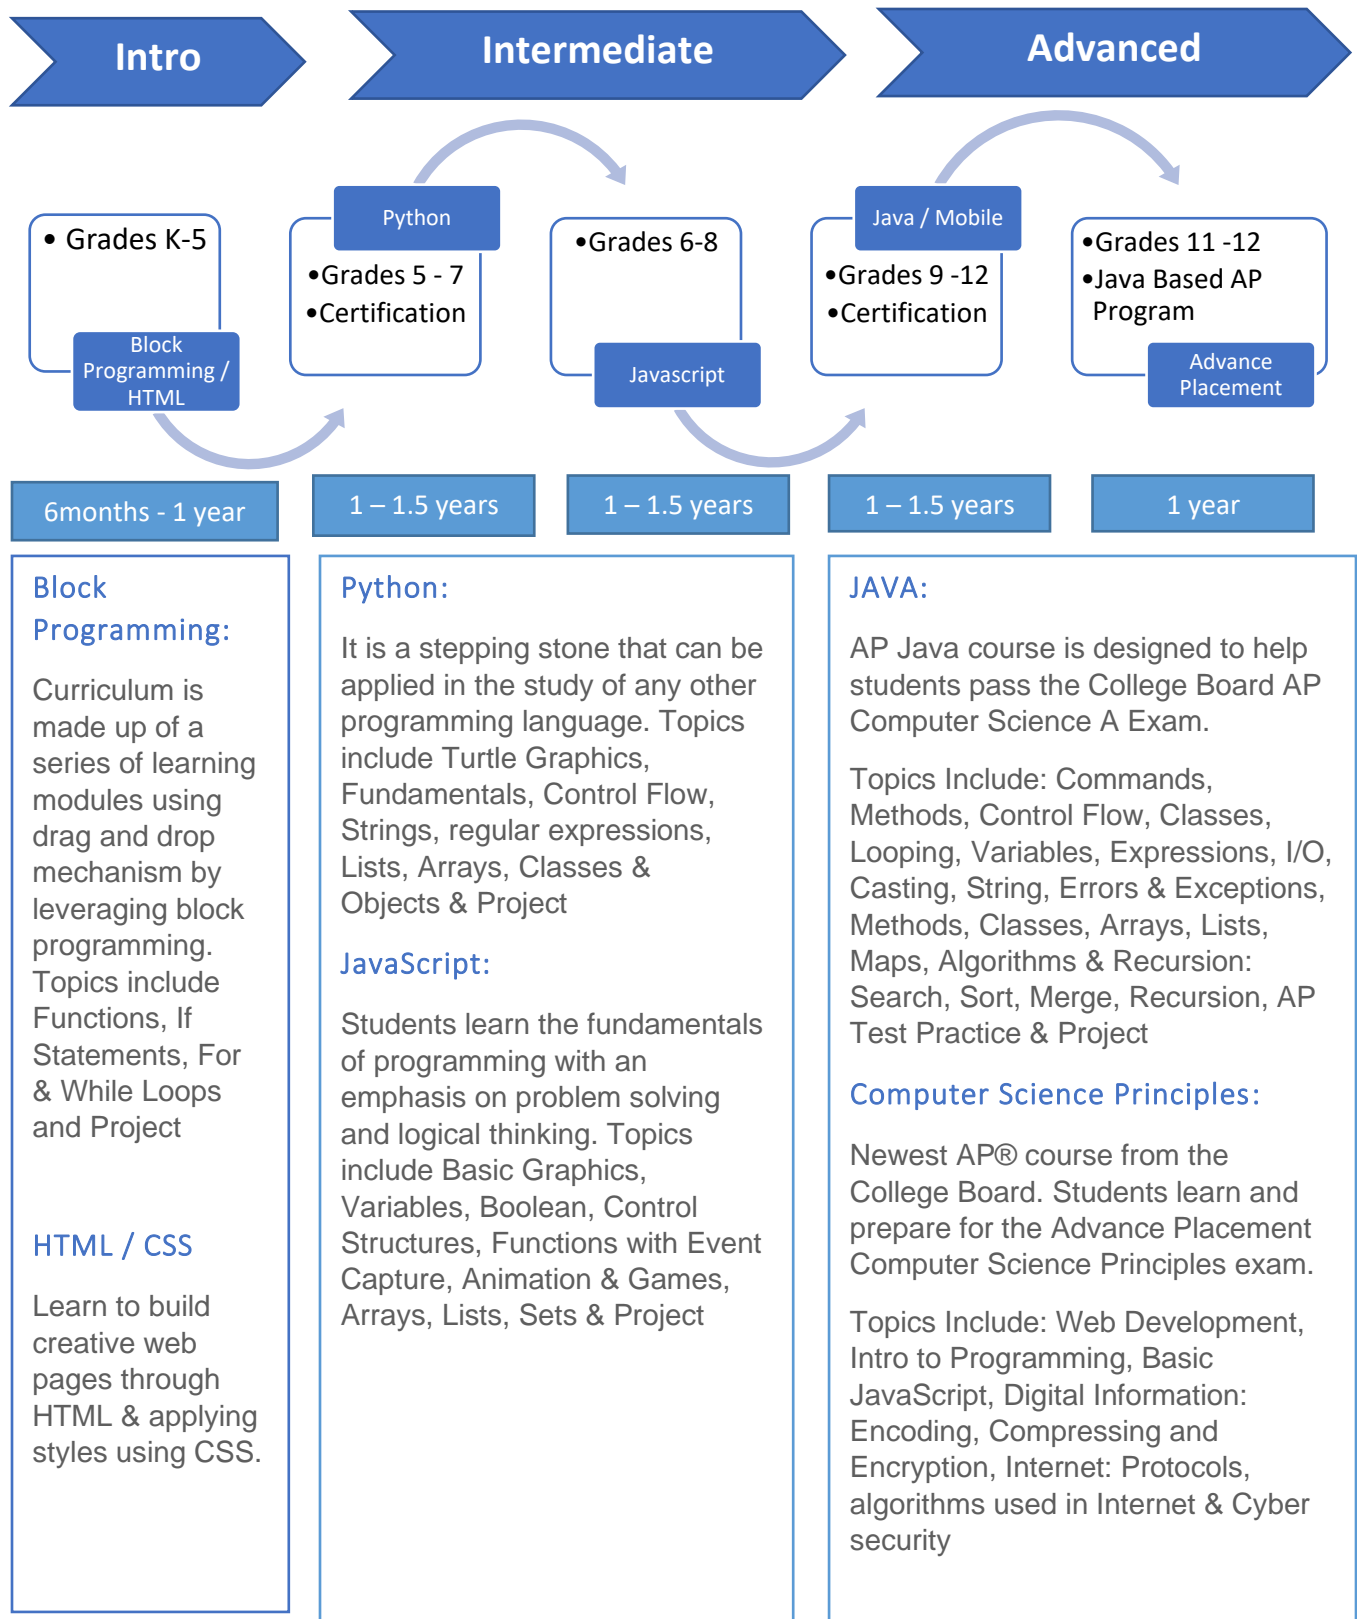 Intro
Intermediate
Advanced
• Grades K-5
Block
Programming /
HTML
Python
•Grades 5 - 7
•Certification
•Grades 6-8
Javascript
Java / Mobile
•Grades 9 -12
•Certification
•Grades 11 -12
•Java Based AP
Program
Advance
Placement
6months - 1 year
1 – 1.5 years
1 – 1.5 years
1 – 1.5 years
1 year
Block
Programming:
Curriculum is
made up of a
series of learning
modules using
drag and drop
mechanism by
leveraging block
programming.
Topics include
Functions, If
Statements, For
& While Loops
and Project
HTML / CSS
Learn to build
creative web
pages through
HTML & applying
styles using CSS.
Python:
It is a stepping stone that can be
applied in the study of any other
programming language. Topics
include Turtle Graphics,
Fundamentals, Control Flow,
Strings, regular expressions,
Lists, Arrays, Classes &
Objects & Project
JavaScript:
Students learn the fundamentals
of programming with an
emphasis on problem solving
and logical thinking. Topics
include Basic Graphics,
Variables, Boolean, Control
Structures, Functions with Event
Capture, Animation & Games,
Arrays, Lists, Sets & Project
JAVA:
AP Java course is designed to help
students pass the College Board AP
Computer Science A Exam.
Topics Include: Commands,
Methods, Control Flow, Classes,
Looping, Variables, Expressions, I/O,
Casting, String, Errors & Exceptions,
Methods, Classes, Arrays, Lists,
Maps, Algorithms & Recursion:
Search, Sort, Merge, Recursion, AP
Test Practice & Project
Computer Science Principles:
Newest AP® course from the
College Board. Students learn and
prepare for the Advance Placement
Computer Science Principles exam.
Topics Include: Web Development,
Intro to Programming, Basic
JavaScript, Digital Information:
Encoding, Compressing and
Encryption, Internet: Protocols,
algorithms used in Internet & Cyber
security